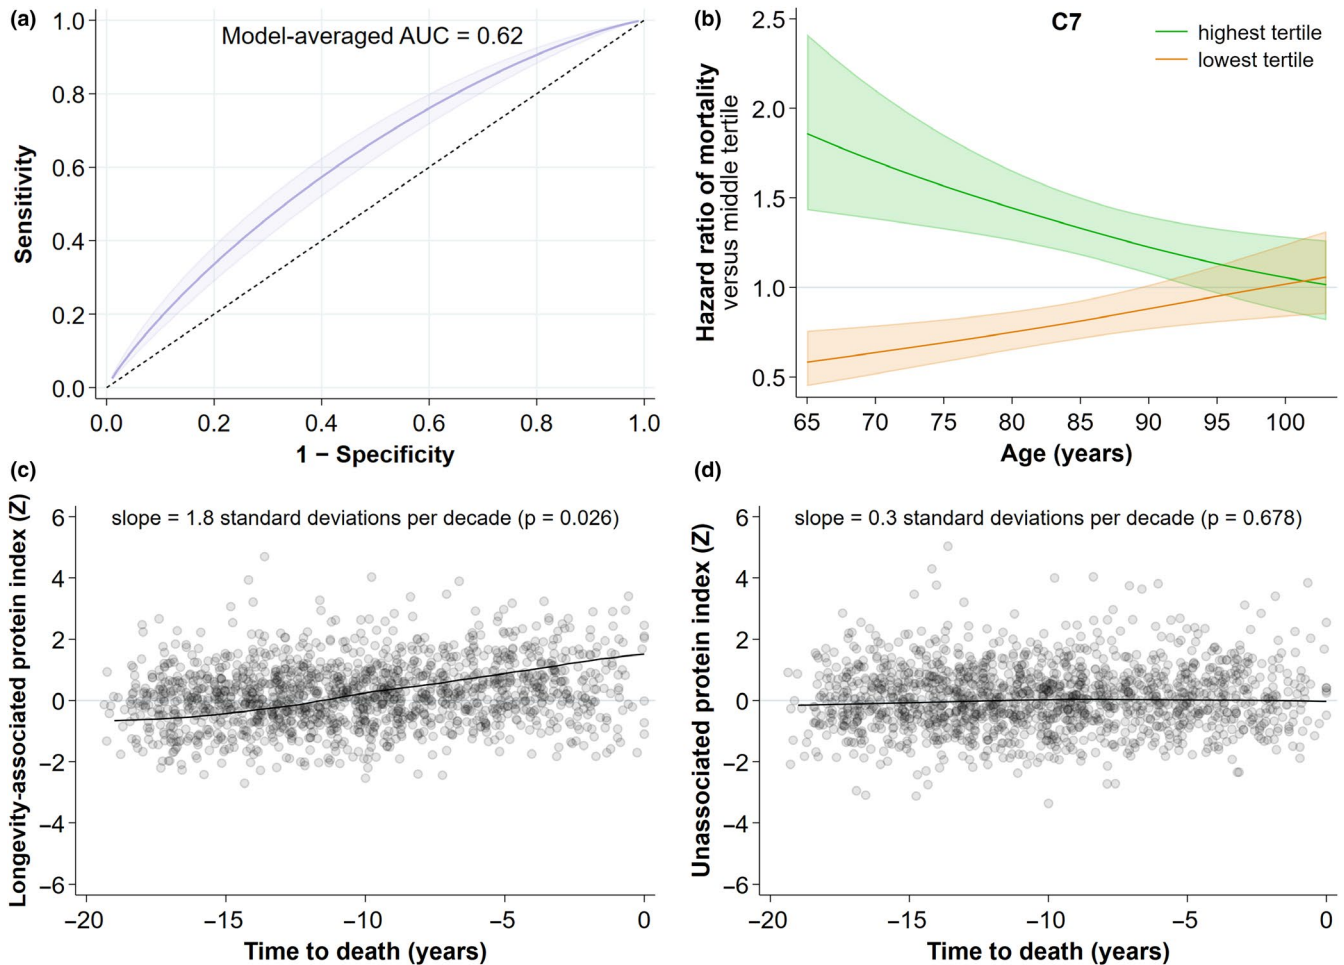 (a)
Model-averaged AUC = 0.62
Sensitivity
1.0
0.8
0.6
0.4
0.2
0.0
0.0 0.2 0.4 0.6 0.8 1.0
1 − Specificity
(b)
C7
highest tertile
lowest tertile
Hazard ratio of mortality
versus middle tertile
2.5
2.0
1.5
1.0
0.5
65 70 75 80 85 90 95 100
Age (years)
(c)
slope = 1.8 standard deviations per decade (p = 0.026)
Longevity-associated protein index (Z)
6
4
2
0
−2
−4
−6
−20 −15 −10 −5 0
Time to death (years)
(d)
slope = 0.3 standard deviations per decade (p = 0.678)
Unassociated protein index (Z)
6
4
2
0
−2
−4
−6
−20 −15 −10 −5 0
Time to death (years)